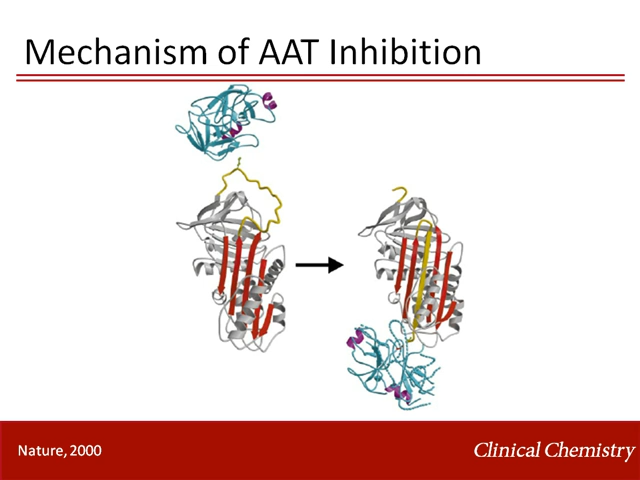 Mechanism of AAT Inhibition
Nature, 2000
Clinical Chemistry